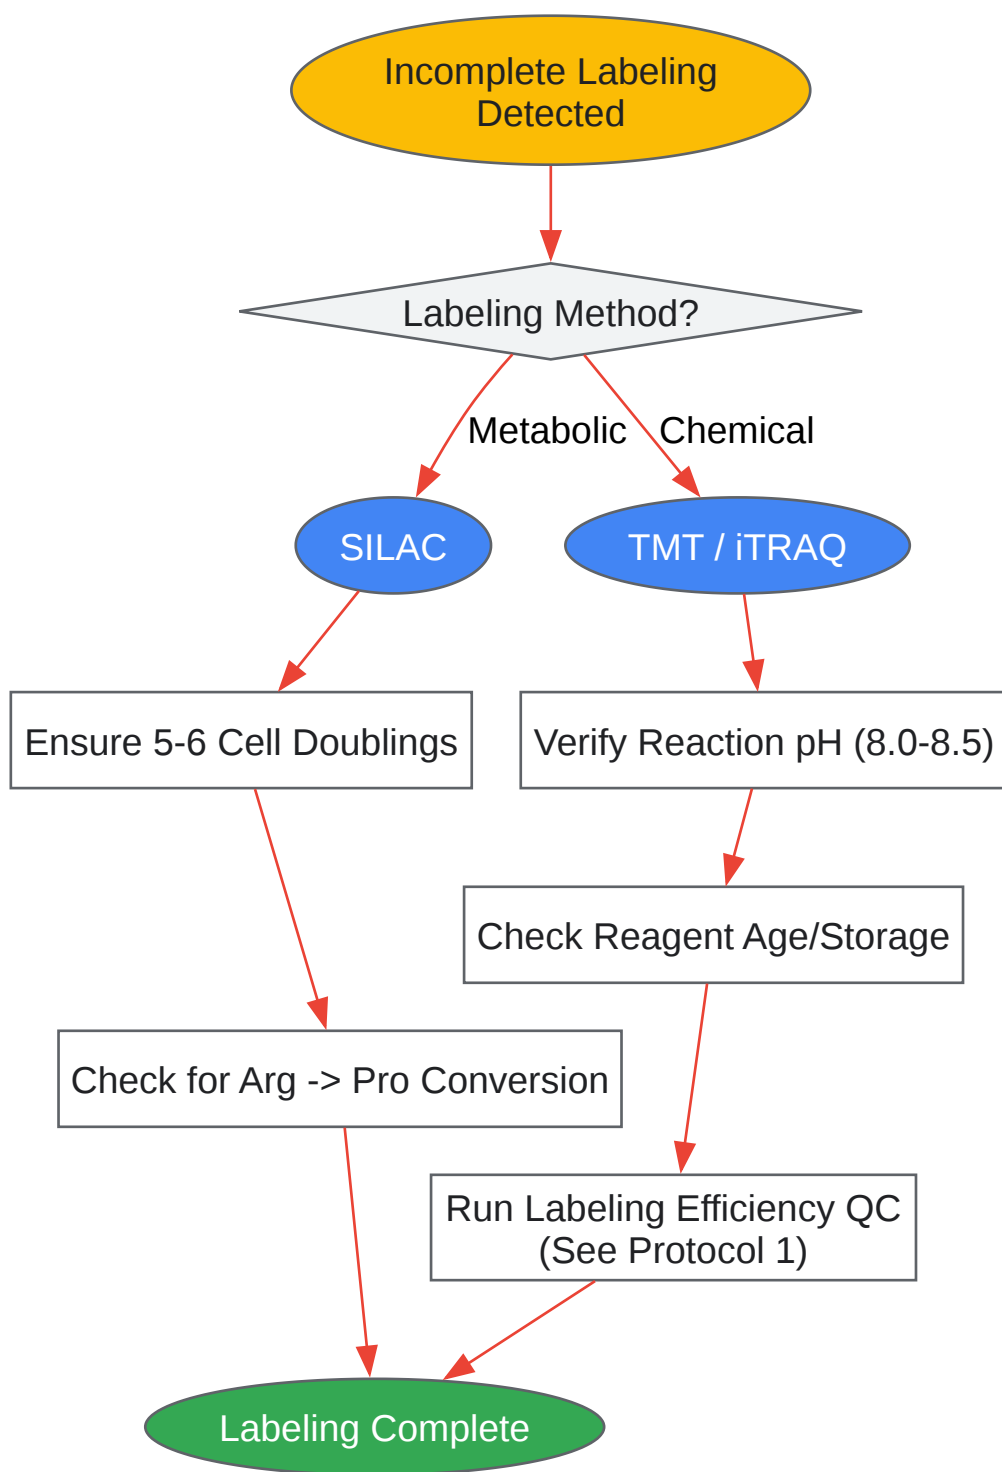 Incomplete Labeling
Detected
Labeling Method?
Metabolic
Chemical
SILAC
TMT / iTRAQ
Ensure 5-6 Cell Doublings
Verify Reaction pH (8.0-8.5)
Check Reagent Age/Storage
Check for Arg -> Pro Conversion
Run Labeling Efficiency QC
(See Protocol 1)
Labeling Complete